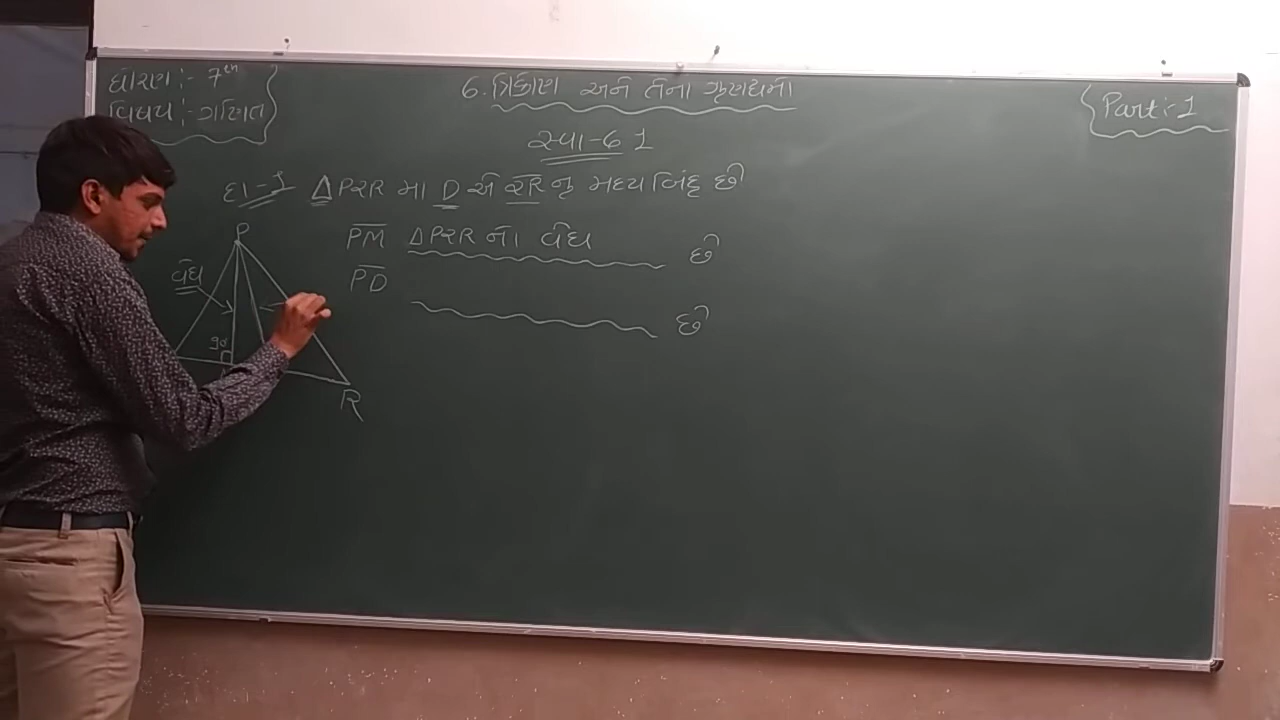 ધોરણ :- 7th
વિષય :- ગણિત
6. ત્રિકોણ અને તેના ગુણધર્મો
Part:-1
સ્વા-6.1
દા-1 ΔPQR માં D એ QR નું મધ્ય બિંદુ છે
PM ΔPQR નો વેધ છે
PD છે
P
વેધ
90°
R